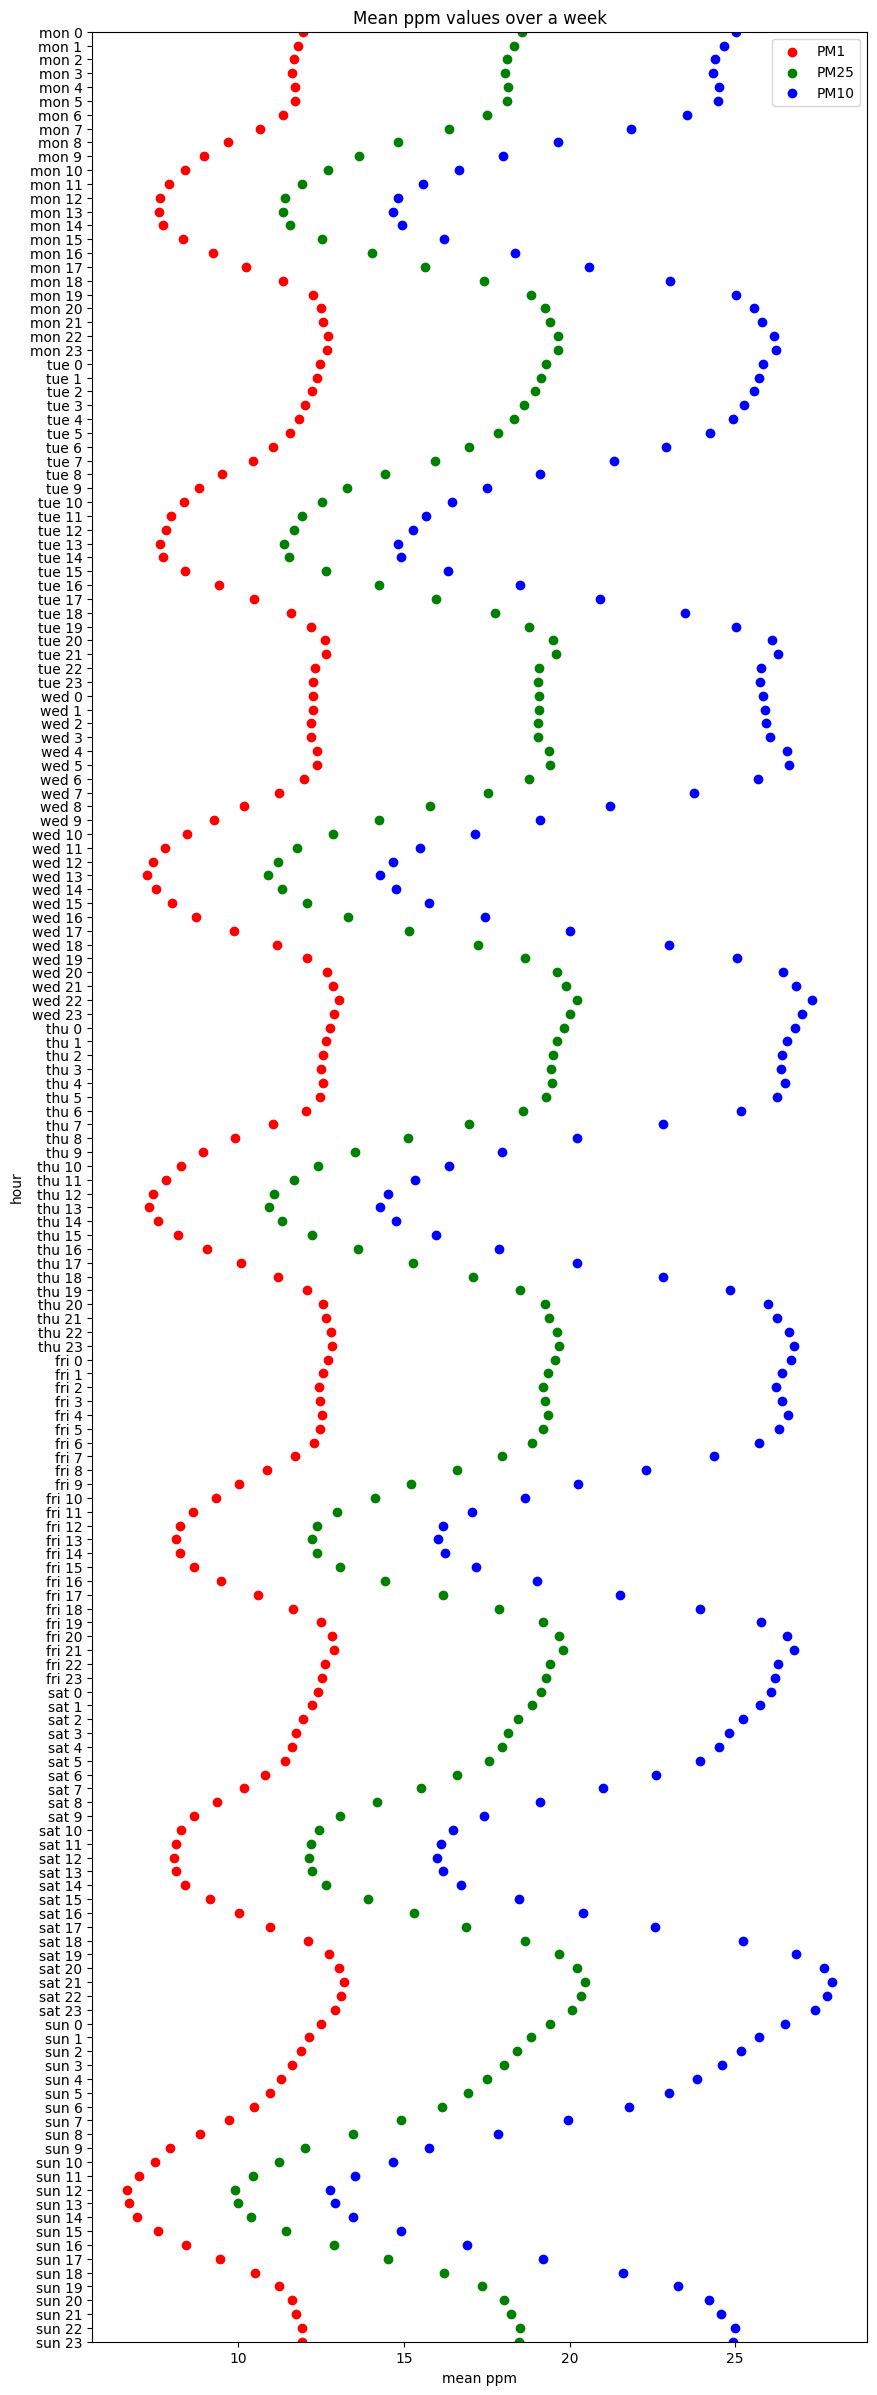 Mean ppm values over a week
PM1
PM25
PM10
mon 0
mon 1
mon 2
mon 3
mon 4
mon 5
mon 6
mon 7
mon 8
mon 9
mon 10
mon 11
mon 12
mon 13
mon 14
mon 15
mon 16
mon 17
mon 18
mon 19
mon 20
mon 21
mon 22
mon 23
tue 0
tue 1
tue 2
tue 3
tue 4
tue 5
tue 6
tue 7
tue 8
tue 9
tue 10
tue 11
tue 12
tue 13
tue 14
tue 15
tue 16
tue 17
tue 18
tue 19
tue 20
tue 21
tue 22
tue 23
wed 0
wed 1
wed 2
wed 3
wed 4
wed 5
wed 6
wed 7
wed 8
wed 9
wed 10
wed 11
wed 12
wed 13
wed 14
wed 15
wed 16
wed 17
wed 18
wed 19
wed 20
wed 21
wed 22
wed 23
thu 0
thu 1
thu 2
thu 3
thu 4
thu 5
thu 6
thu 7
thu 8
thu 9
thu 10
thu 11
thu 12
thu 13
thu 14
thu 15
thu 16
thu 17
thu 18
thu 19
thu 20
thu 21
thu 22
thu 23
fri 0
fri 1
fri 2
fri 3
fri 4
fri 5
fri 6
fri 7
fri 8
fri 9
fri 10
fri 11
fri 12
fri 13
fri 14
fri 15
fri 16
fri 17
fri 18
fri 19
fri 20
fri 21
fri 22
fri 23
sat 0
sat 1
sat 2
sat 3
sat 4
sat 5
sat 6
sat 7
sat 8
sat 9
sat 10
sat 11
sat 12
sat 13
sat 14
sat 15
sat 16
sat 17
sat 18
sat 19
sat 20
sat 21
sat 22
sat 23
sun 0
sun 1
sun 2
sun 3
sun 4
sun 5
sun 6
sun 7
sun 8
sun 9
sun 10
sun 11
sun 12
sun 13
sun 14
sun 15
sun 16
sun 17
sun 18
sun 19
sun 20
sun 21
sun 22
sun 23
hour
10 15 20 25
mean ppm